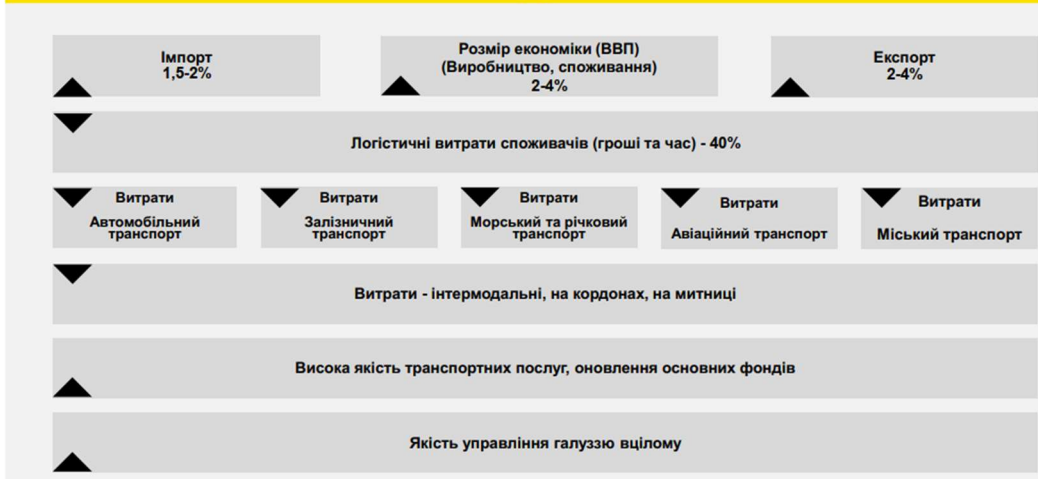 Імпорт
1,5-2%
Розмір економіки (ВВП)
(Виробництво, споживання)
2-4%
Експорт
2-4%
Логістичні витрати споживачів (гроші та час) - 40%
Витрати
Автомобільний
транспорт
Витрати
Залізничний
транспорт
Витрати
Морський та річковий
транспорт
Витрати
Авіаційний транспорт
Витрати
Міський транспорт
Витрати - інтермодальні, на кордонах, на митниці
Висока якість транспортних послуг, оновлення основних фондів
Якість управління галуззю вцілому